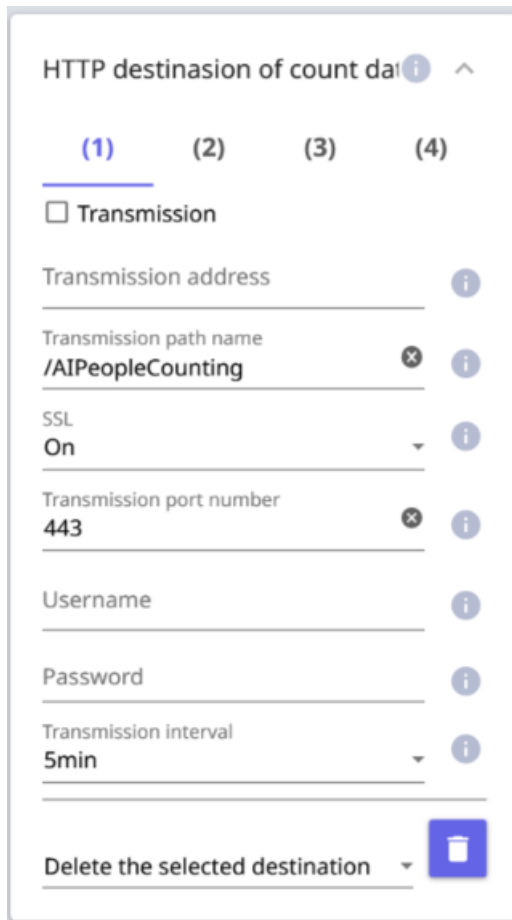 HTTP destinasion of count dat
(1) (2) (3) (4)
Transmission
Transmission address
Transmission path name
/AIPeopleCounting
SSL
On
Transmission port number
443
Username
Password
Transmission interval
5min
Delete the selected destination